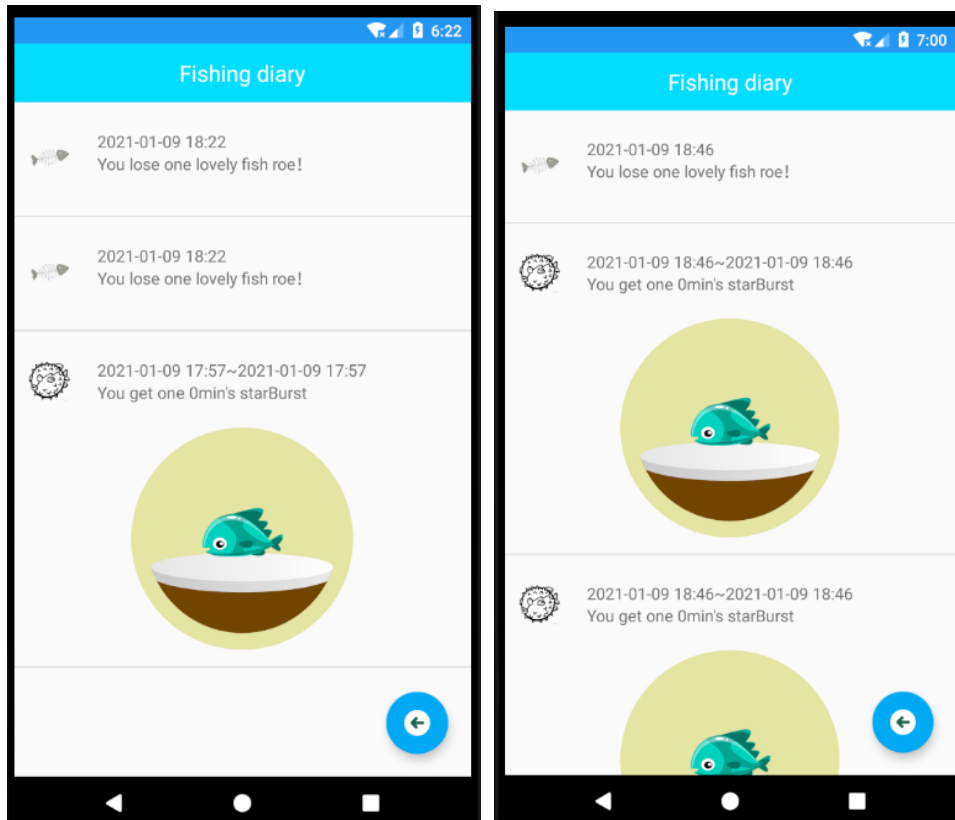 6:22
Fishing diary
2021-01-09 18:22
You lose one lovely fish roe!
2021-01-09 18:22
You lose one lovely fish roe!
2021-01-09 17:57~2021-01-09 17:57
You get one 0min's starBurst
7:00
Fishing diary
2021-01-09 18:46
You lose one lovely fish roe!
2021-01-09 18:46~2021-01-09 18:46
You get one 0min's starBurst
2021-01-09 18:46~2021-01-09 18:46
You get one 0min's starBurst